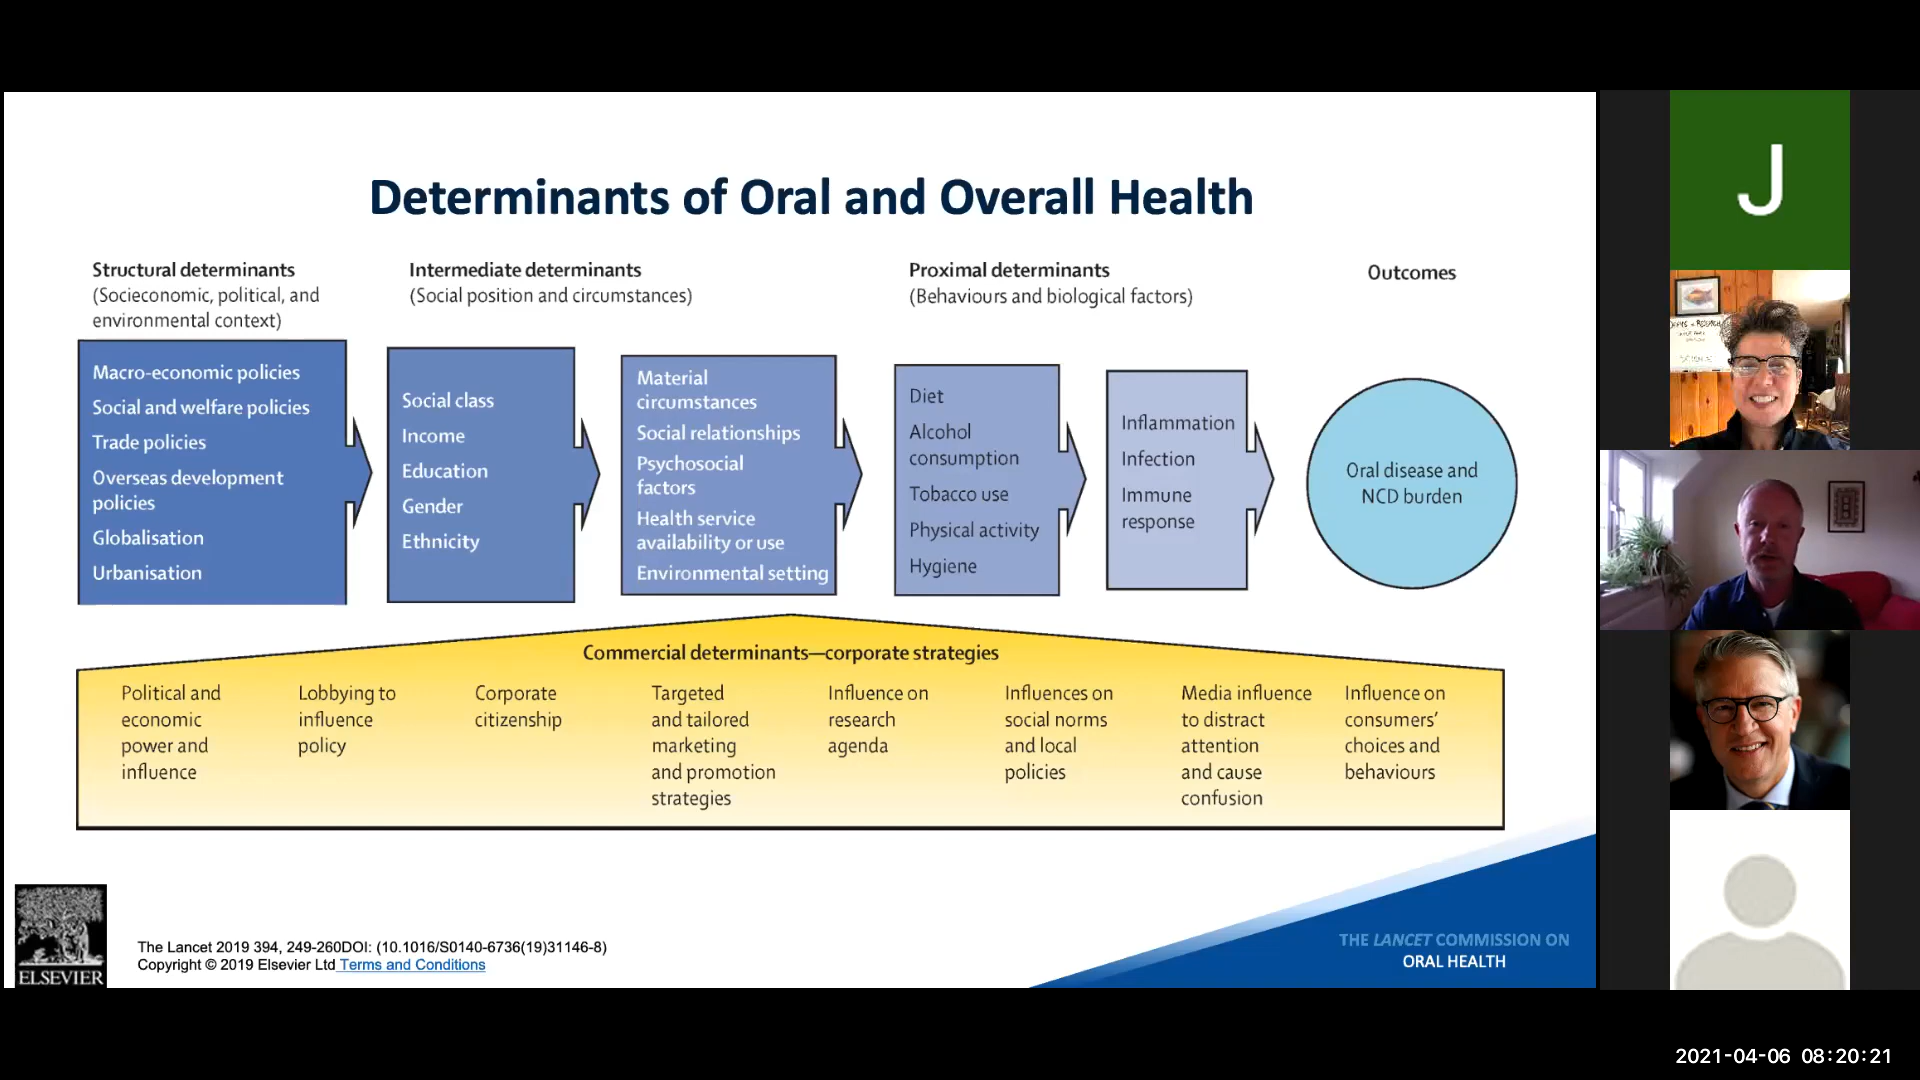 Determinants of Oral and Overall Health
Structural determinants
(Socieconomic, political, and
environmental context)
Macro-economic policies
Social and welfare policies
Trade policies
Overseas development
policies
Globalisation
Urbanisation
Intermediate determinants
(Social position and circumstances)
Social class
Income
Education
Gender
Ethnicity
Material
circumstances
Social relationships
Psychosocial
factors
Health service
availability or use
Environmental setting
Proximal determinants
(Behaviours and biological factors)
Diet
Alcohol
consumption
Tobacco use
Physical activity
Hygiene
Inflammation
Infection
Immune
response
Outcomes
Oral disease and
NCD burden
Commercial determinants—corporate strategies
Political and
economic
power and
influence
Lobbying to
influence
policy
Corporate
citizenship
Targeted
and tailored
marketing
and promotion
strategies
Influence on
research
agenda
Influences on
social norms
and local
policies
Media influence
to distract
attention
and cause
confusion
Influence on
consumers’
choices and
behaviours
ELSEVIER
The Lancet 2019 394, 249-260DOI: (10.1016/S0140-6736(19)31146-8)
Copyright © 2019 Elsevier Ltd Terms and Conditions
THE LANCET COMMISSION ON
ORAL HEALTH
J
2021-04-06 08:20:21